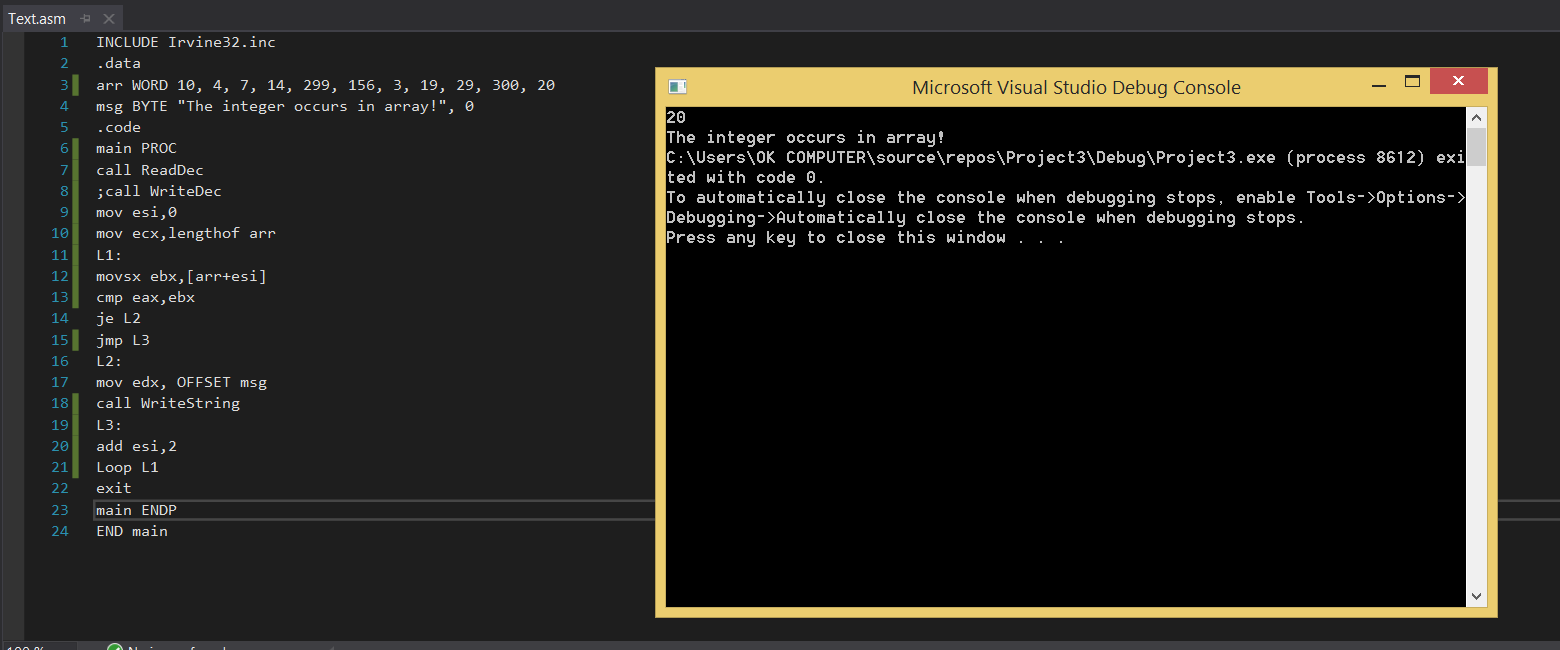 Text.asm
1 INCLUDE Irvine32.inc
2 .data
3 arr WORD 10, 4, 7, 14, 299, 156, 3, 19, 29, 300, 20
4 msg BYTE "The integer occurs in array!", 0
5 .code
6 main PROC
7 call ReadDec
8 ;call WriteDec
9 mov esi,0
10 mov ecx,lengthof arr
11 L1:
12 movsx ebx,[arr+esi]
13 cmp eax,ebx
14 je L2
15 jmp L3
16 L2:
17 mov edx, OFFSET msg
18 call WriteString
19 L3:
20 add esi,2
21 Loop L1
22 exit
23 main ENDP
24 END main
Microsoft Visual Studio Debug Console
20
The integer occurs in array!
C:\Users\OK COMPUTER\source\repos\Project3\Debug\Project3.exe (process 8612) exi
ted with code 0.
To automatically close the console when debugging stops, enable Tools->Options->
Debugging->Automatically close the console when debugging stops.
Press any key to close this window . . .